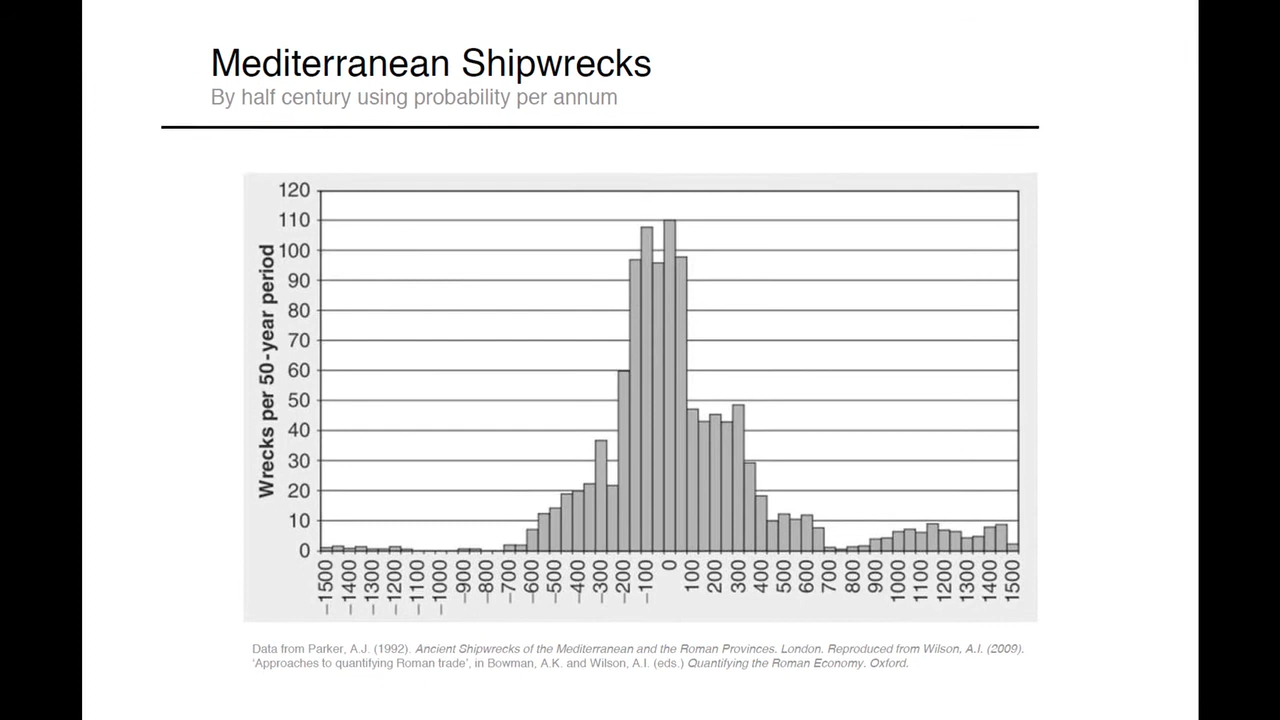 Mediterranean Shipwrecks
By half century using probability per annum
Wrecks per 50-year period
120
110
100
90
80
70
60
50
40
30
20
10
0
−1500 −1400 −1300 −1200 −1100 −1000 −900 −800 −700 −600 −500 −400 −300 −200 −100 0 100 200 300 400 500 600 700 800 900 1000 1100 1200 1300 1400 1500
Data from Parker, A.J. (1992). Ancient Shipwrecks of the Mediterranean and the Roman Provinces. London. Reproduced from Wilson, A.I. (2009).
'Approaches to quantifying Roman trade', in Bowman, A.K. and Wilson, A.I. (eds.) Quantifying the Roman Economy. Oxford.